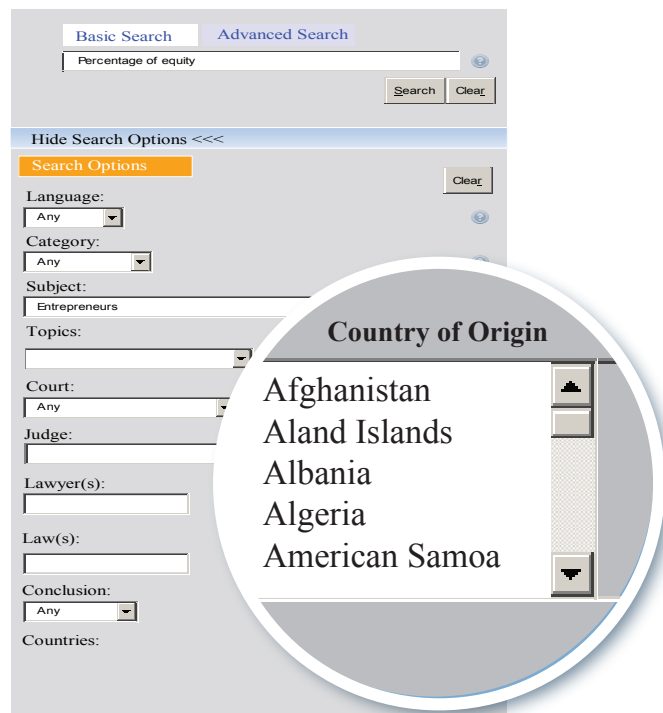 Basic Search Advanced Search
Percentage of equity
Search Clear
Hide Search Options <<<
Search Options
Clear
Language:
Any
Category:
Any
Subject:
Entrepreneurs
Topics:
Court:
Any
Judge:
Lawyer(s):
Law(s):
Conclusion:
Any
Countries:
Country of Origin
Afghanistan
Aland Islands
Albania
Algeria
American Samoa